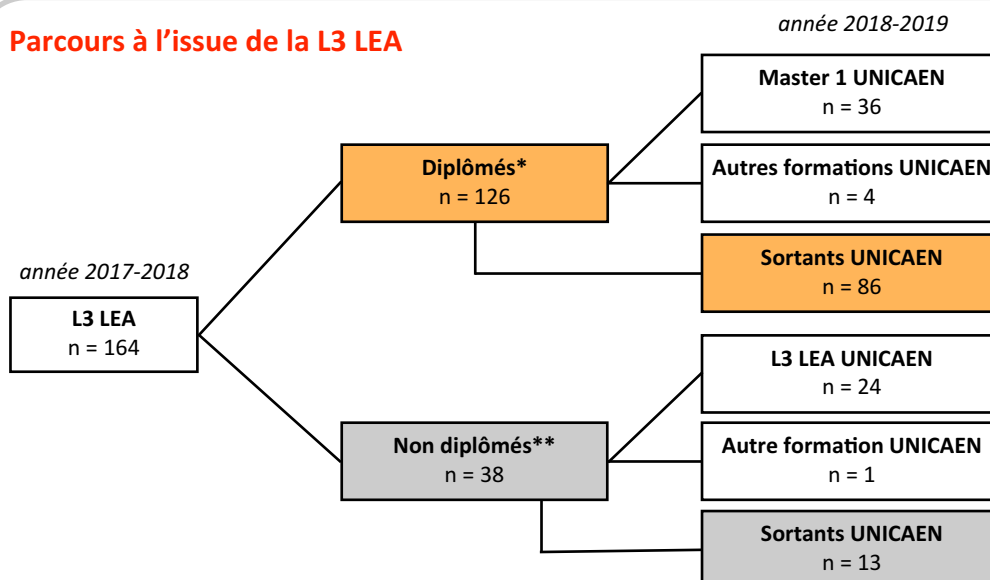 Parcours à l'issue de la L3 LEA
année 2018-2019
Master 1 UNICAEN
n = 36
Diplômés*
n = 126
Autres formations UNICAEN
n = 4
Sortants UNICAEN
n = 86
année 2017-2018
L3 LEA
n = 164
L3 LEA UNICAEN
n = 24
Non diplômés**
n = 38
Autre formation UNICAEN
n = 1
Sortants UNICAEN
n = 13